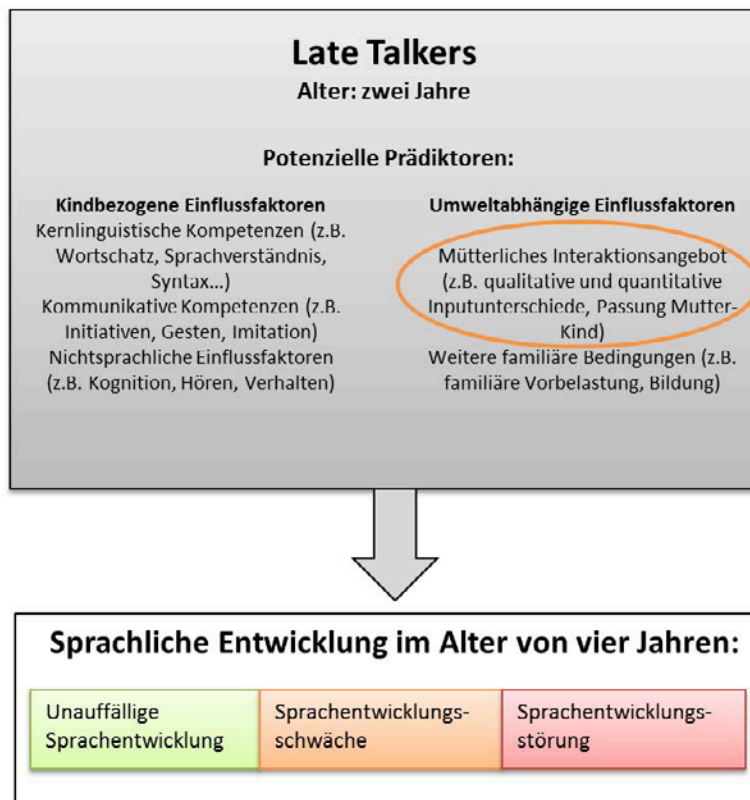 Late Talkers
Alter: zwei Jahre
Potenzielle Prädiktoren:
Kindbezogene Einflussfaktoren
Kernlinguistische Kompetenzen (z.B.
Wortschatz, Sprachverständnis,
Syntax...)
Kommunikative Kompetenzen (z.B.
Initiativen, Gesten, Imitation)
Nichtsprachliche Einflussfaktoren
(z.B. Kognition, Hören, Verhalten)
Umweltabhängige Einflussfaktoren
Mütterliches Interaktionsangebot
(z.B. qualitative und quantitative
Inputunterschiede, Passung Mutter-
Kind)
Weitere familiäre Bedingungen (z.B.
familiäre Vorbelastung, Bildung)
Sprachliche Entwicklung im Alter von vier Jahren:
Unauffällige
Sprachentwicklung
Sprachentwicklungs-
schwäche
Sprachentwicklungs-
störung